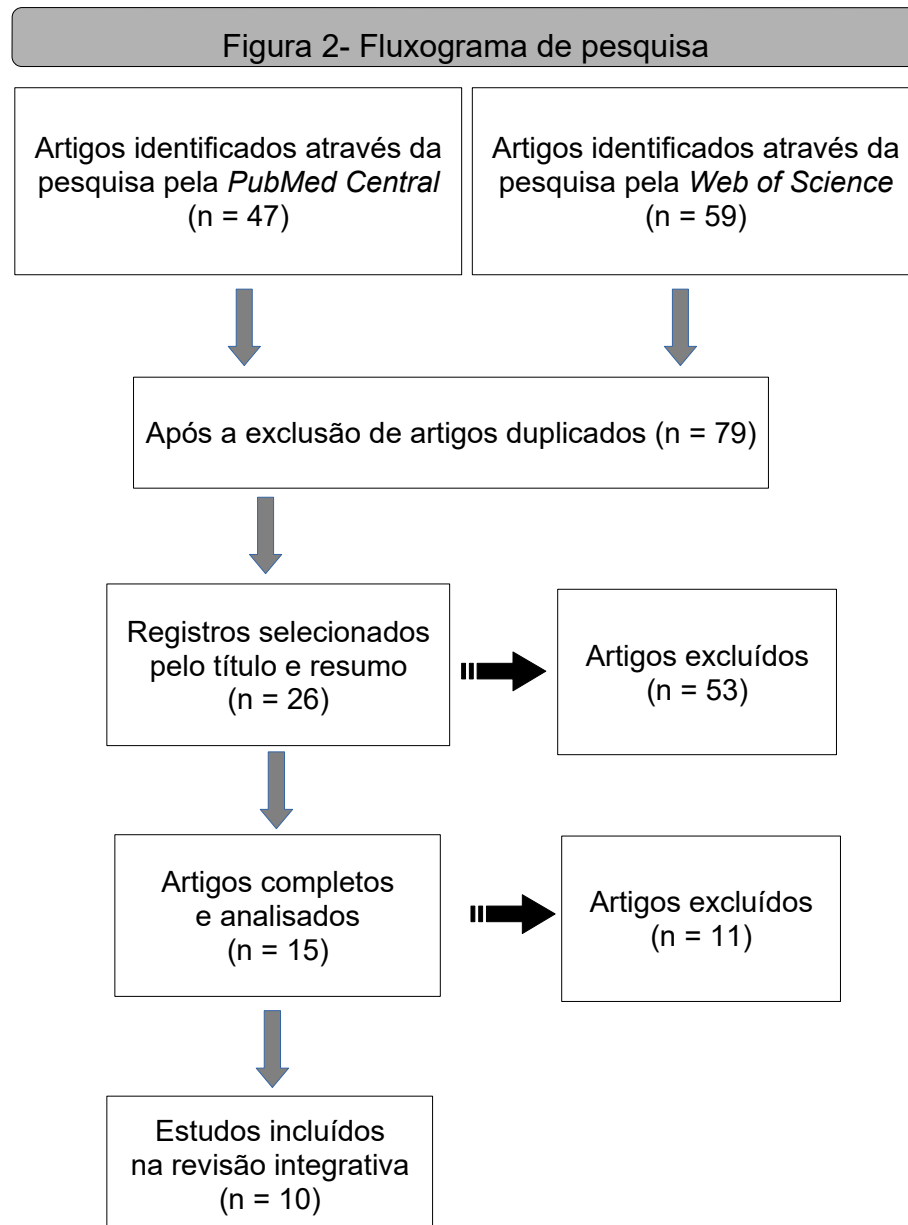 Figura 2- Fluxograma de pesquisa
Artigos identificados através da
pesquisa pela PubMed Central
(n = 47)
Artigos identificados através da
pesquisa pela Web of Science
(n = 59)
Após a exclusão de artigos duplicados (n = 79)
Registros selecionados
pelo título e resumo
(n = 26)
Artigos excluídos
(n = 53)
Artigos completos
e analisados
(n = 15)
Artigos excluídos
(n = 11)
Estudos incluídos
na revisão integrativa
(n = 10)